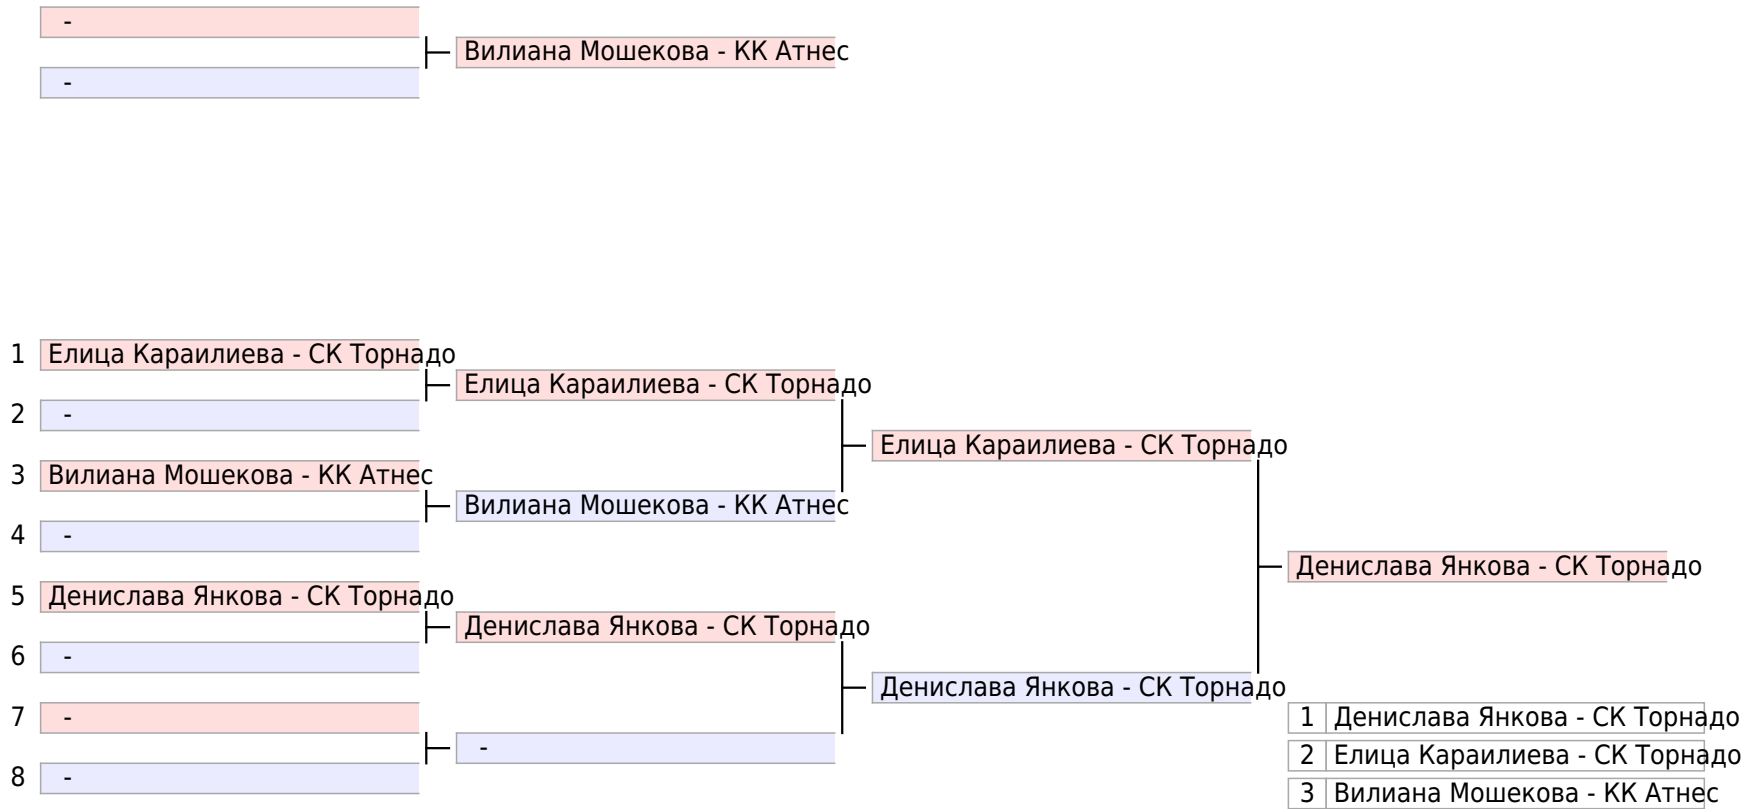 -
Вилиана Мошекова - КК Атнес
-
1 Елица Караилиева - СК Торнадо
Елица Караилиева - СК Торнадо
2 -
Елица Караилиева - СК Торнадо
3 Вилиана Мошекова - КК Атнес
Вилиана Мошекова - КК Атнес
4 -
Денислава Янкова - СК Торнадо
5 Денислава Янкова - СК Торнадо
Денислава Янкова - СК Торнадо
6 -
Денислава Янкова - СК Торнадо
7 -
1 Денислава Янкова - СК Торнадо
-
2 Елица Караилиева - СК Торнадо
8 -
3 Вилиана Мошекова - КК Атнес